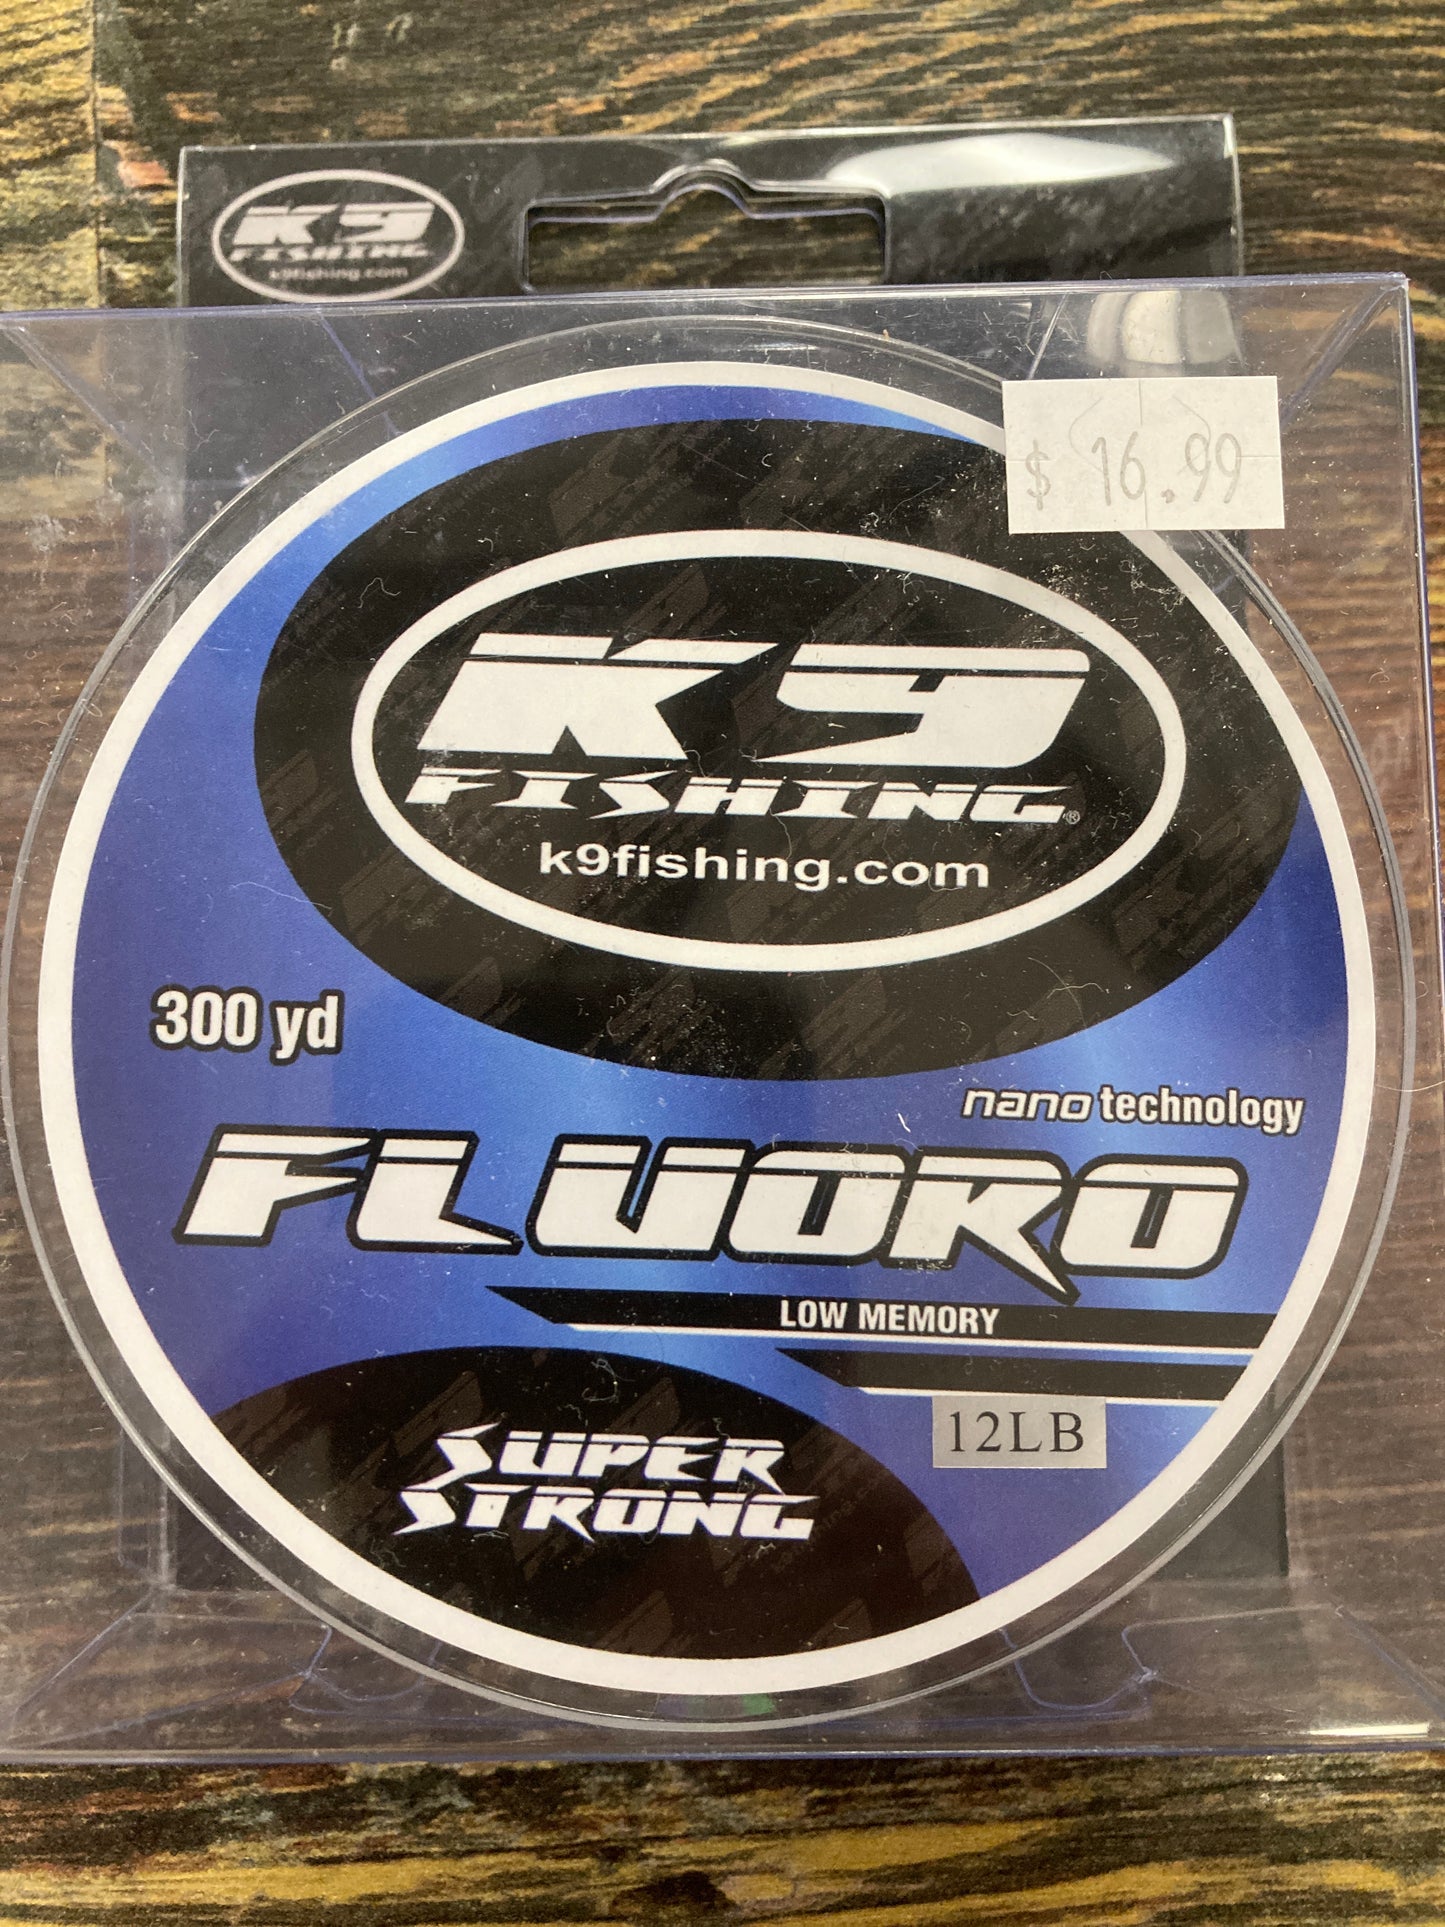 K9
FISHING
k9fishing.com
$ 16.99
K9
FISHING®
k9fishing.com
300 yd
nano technology
FLUORO
LOW MEMORY
12LB
SUPER
STRONG